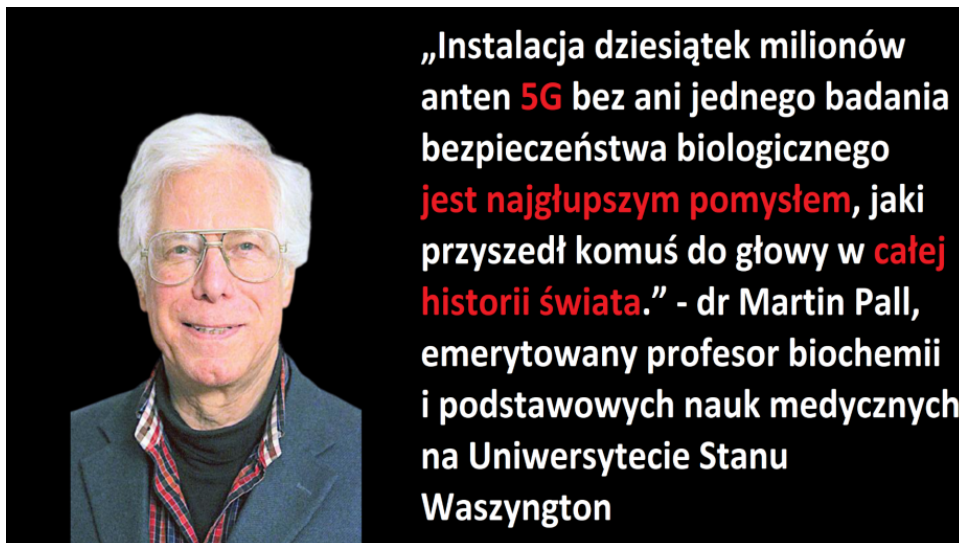 „Instalacja dziesiątek milionów
anten 5G bez ani jednego badania
bezpieczeństwa biologicznego
jest najgłupszym pomysłem, jaki
przyszedł komuś do głowy w całej
historii świata.” - dr Martin Pall,
emerytowany profesor biochemii
i podstawowych nauk medycznych
na Uniwersytecie Stanu
Waszyngton